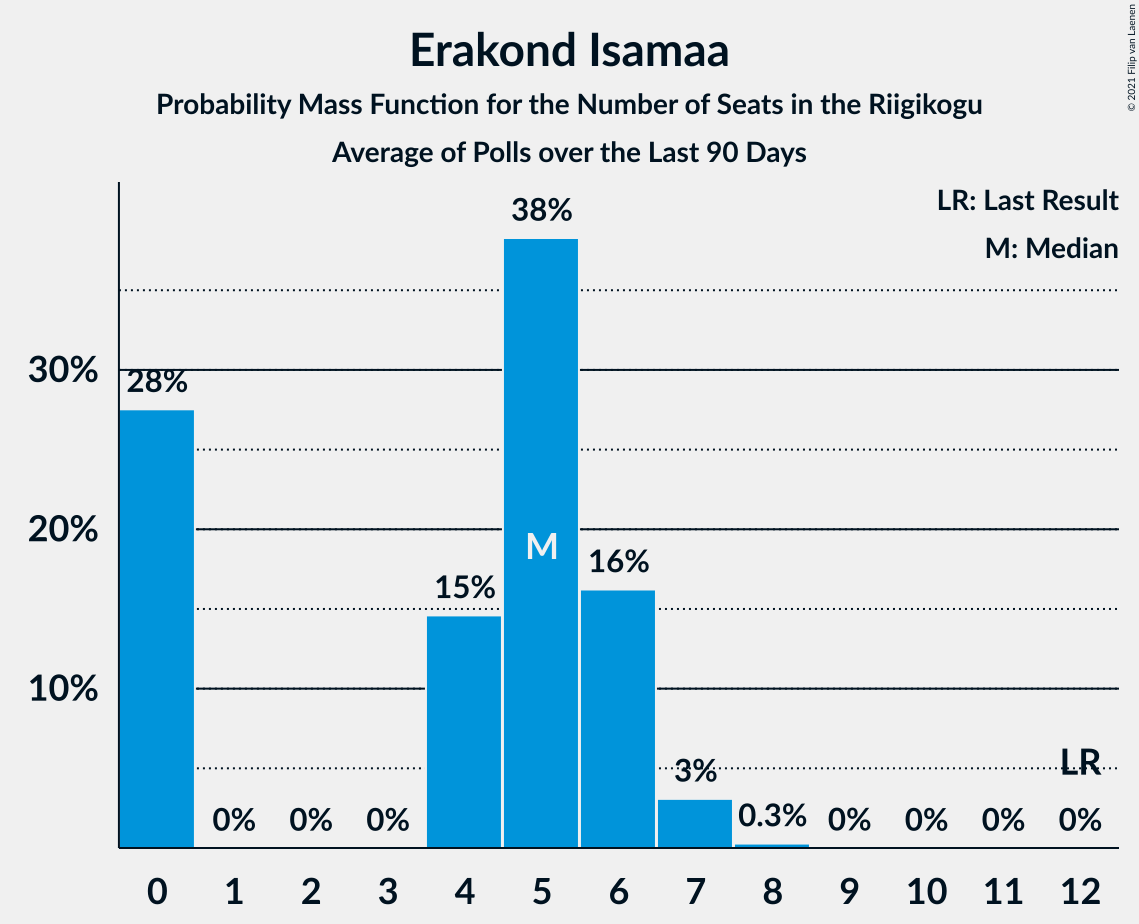 Erakond Isamaa
Probability Mass Function for the Number of Seats in the Riigikogu
Average of Polls over the Last 90 Days
© 2021 Filip van Laenen
LR: Last Result
M: Median
38%
30%
28%
20%
M
16%
15%
10%
LR
3%
0% 0% 0% 0.3% 0% 0% 0% 0%
0 1 2 3 4 5 6 7 8 9 10 11 12